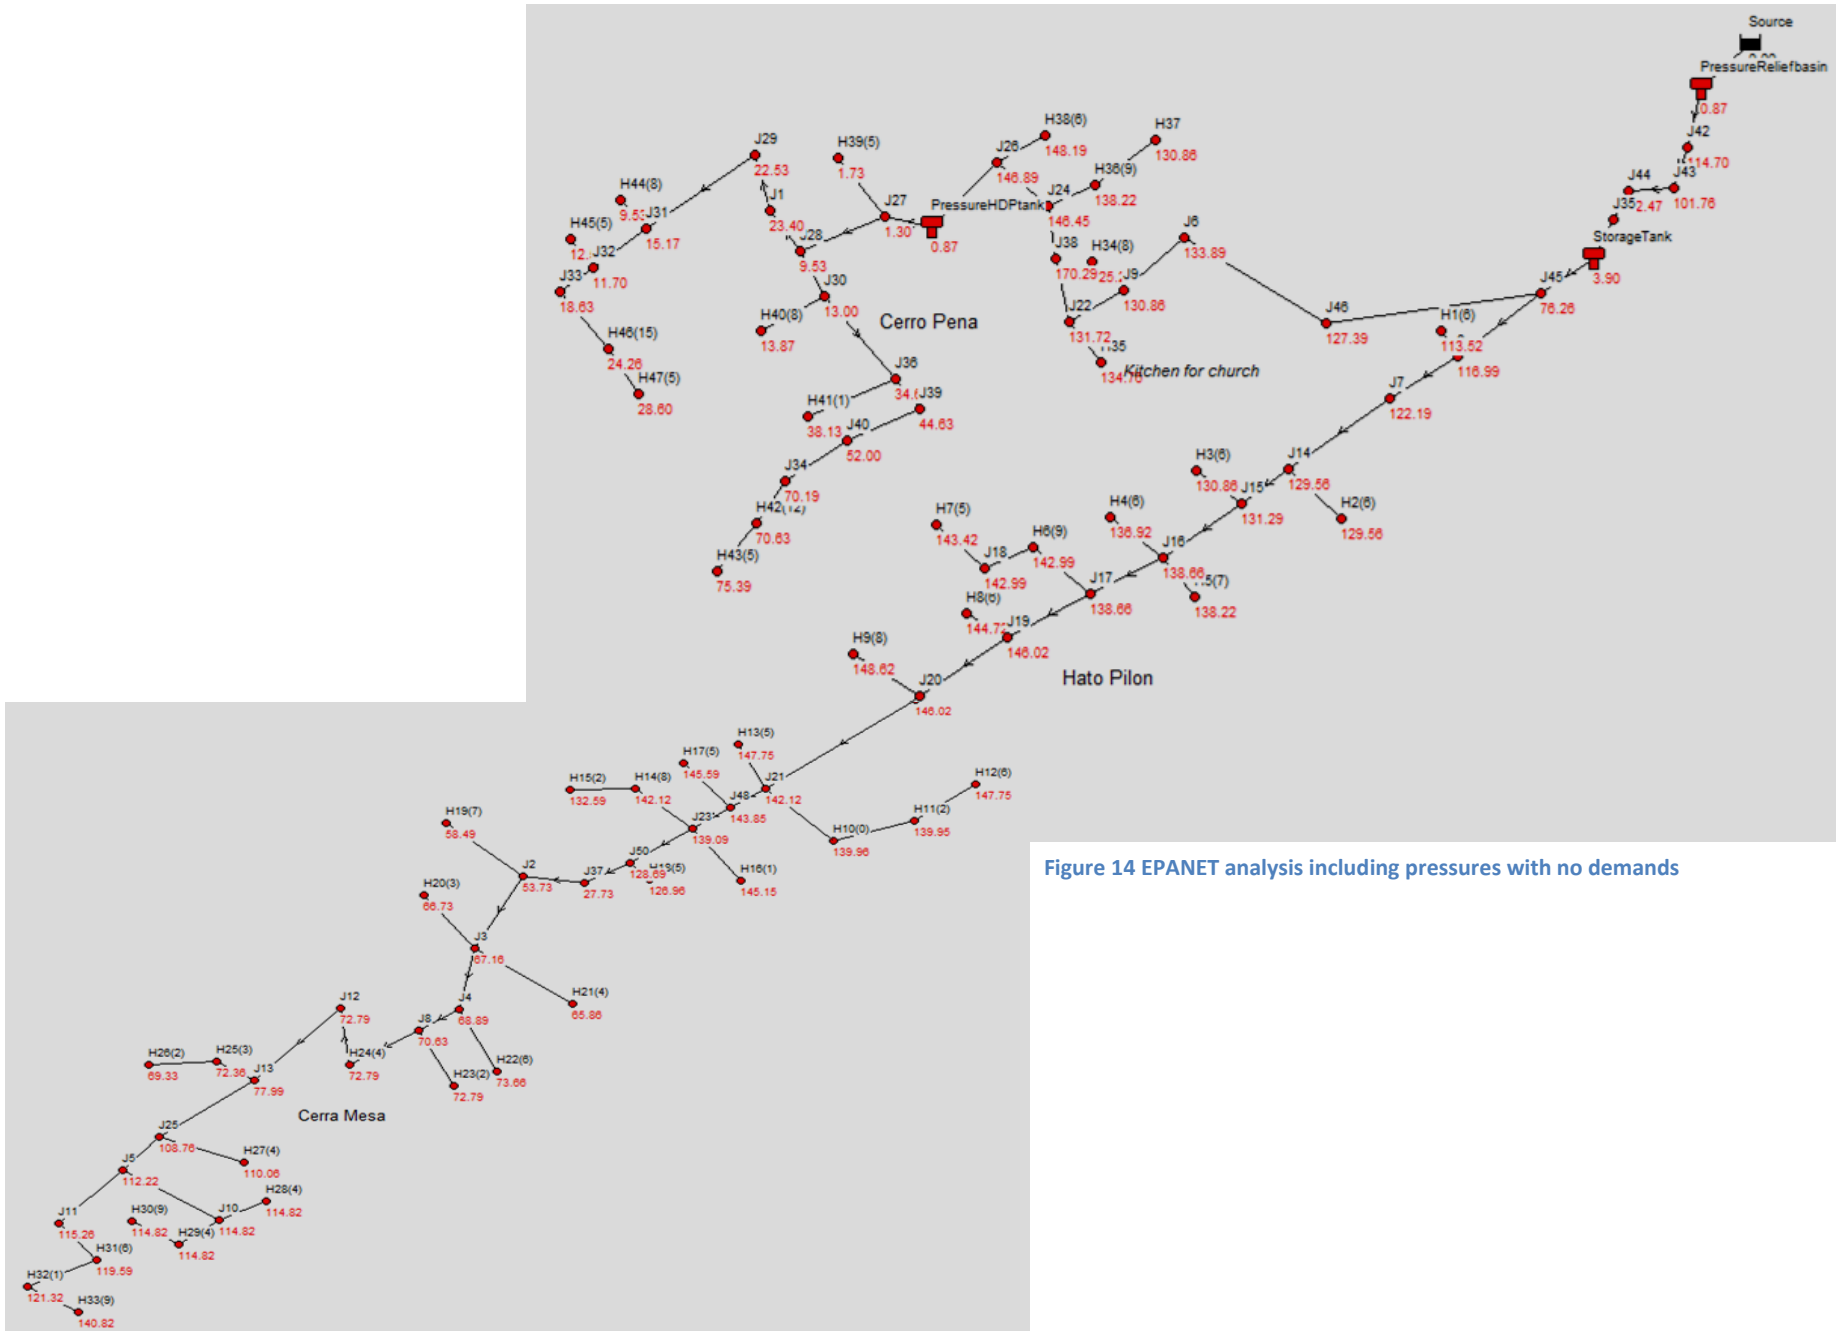 Source
PressureReliefbasin
0.87
J42
114.70
J43
101.76
J44
2.47
J35
StorageTank
3.90
J45
76.26
H1(6)
113.52
116.99
J46
127.39
J7
122.19
J6
133.89
H37
130.86
H38(6)
148.19
J26
146.89
H36(9)
138.22
J24
146.45
J38
170.29
H34(8)
J9
130.86
J22
131.72
Kitchen for church
PressureHDPtank
0.87
H39(5)
1.73
J27
1.30
J29
22.53
J1
23.40
J28
9.53
H44(8)
J31
15.17
H45(5)
J32
11.70
J33
18.63
H46(15)
24.26
H47(5)
28.60
J30
13.00
H40(8)
13.87
Cerro Pena
J36
J39
44.63
H41(1)
38.13
J40
52.00
J34
70.19
70.63
H43(5)
75.39
J14
129.56
H2(6)
129.56
H3(6)
130.86
J15
131.29
H4(6)
136.92
J16
138.66
138.22
H7(5)
143.42
H6(9)
142.99
J18
142.99
J17
138.66
H8(6)
J19
146.02
H9(8)
148.62
J20
146.02
Hato Pilon
H13(5)
147.75
H17(5)
145.59
J21
142.12
J48
143.85
H15(2)
132.59
H14(8)
142.12
J23
139.09
H12(6)
147.75
H11(2)
139.95
H10(0)
139.96
H16(1)
145.15
J50
128.69
126.96
J37
27.73
H19(7)
58.49
J2
53.73
H20(3)
66.73
J3
67.16
H21(4)
65.86
J4
68.89
J8
70.63
H22(6)
73.66
H23(2)
72.79
J12
72.79
H24(4)
72.79
H26(2)
69.33
H25(3)
72.36
J13
77.99
Cerra Mesa
J25
108.76
H27(4)
110.06
J5
112.22
H28(4)
114.82
J10
114.82
H30(9)
114.82
H29(4)
114.82
J11
115.26
H31(6)
119.59
H32(1)
121.32
H33(9)
140.82
Figure 14 EPANET analysis including pressures with no demands